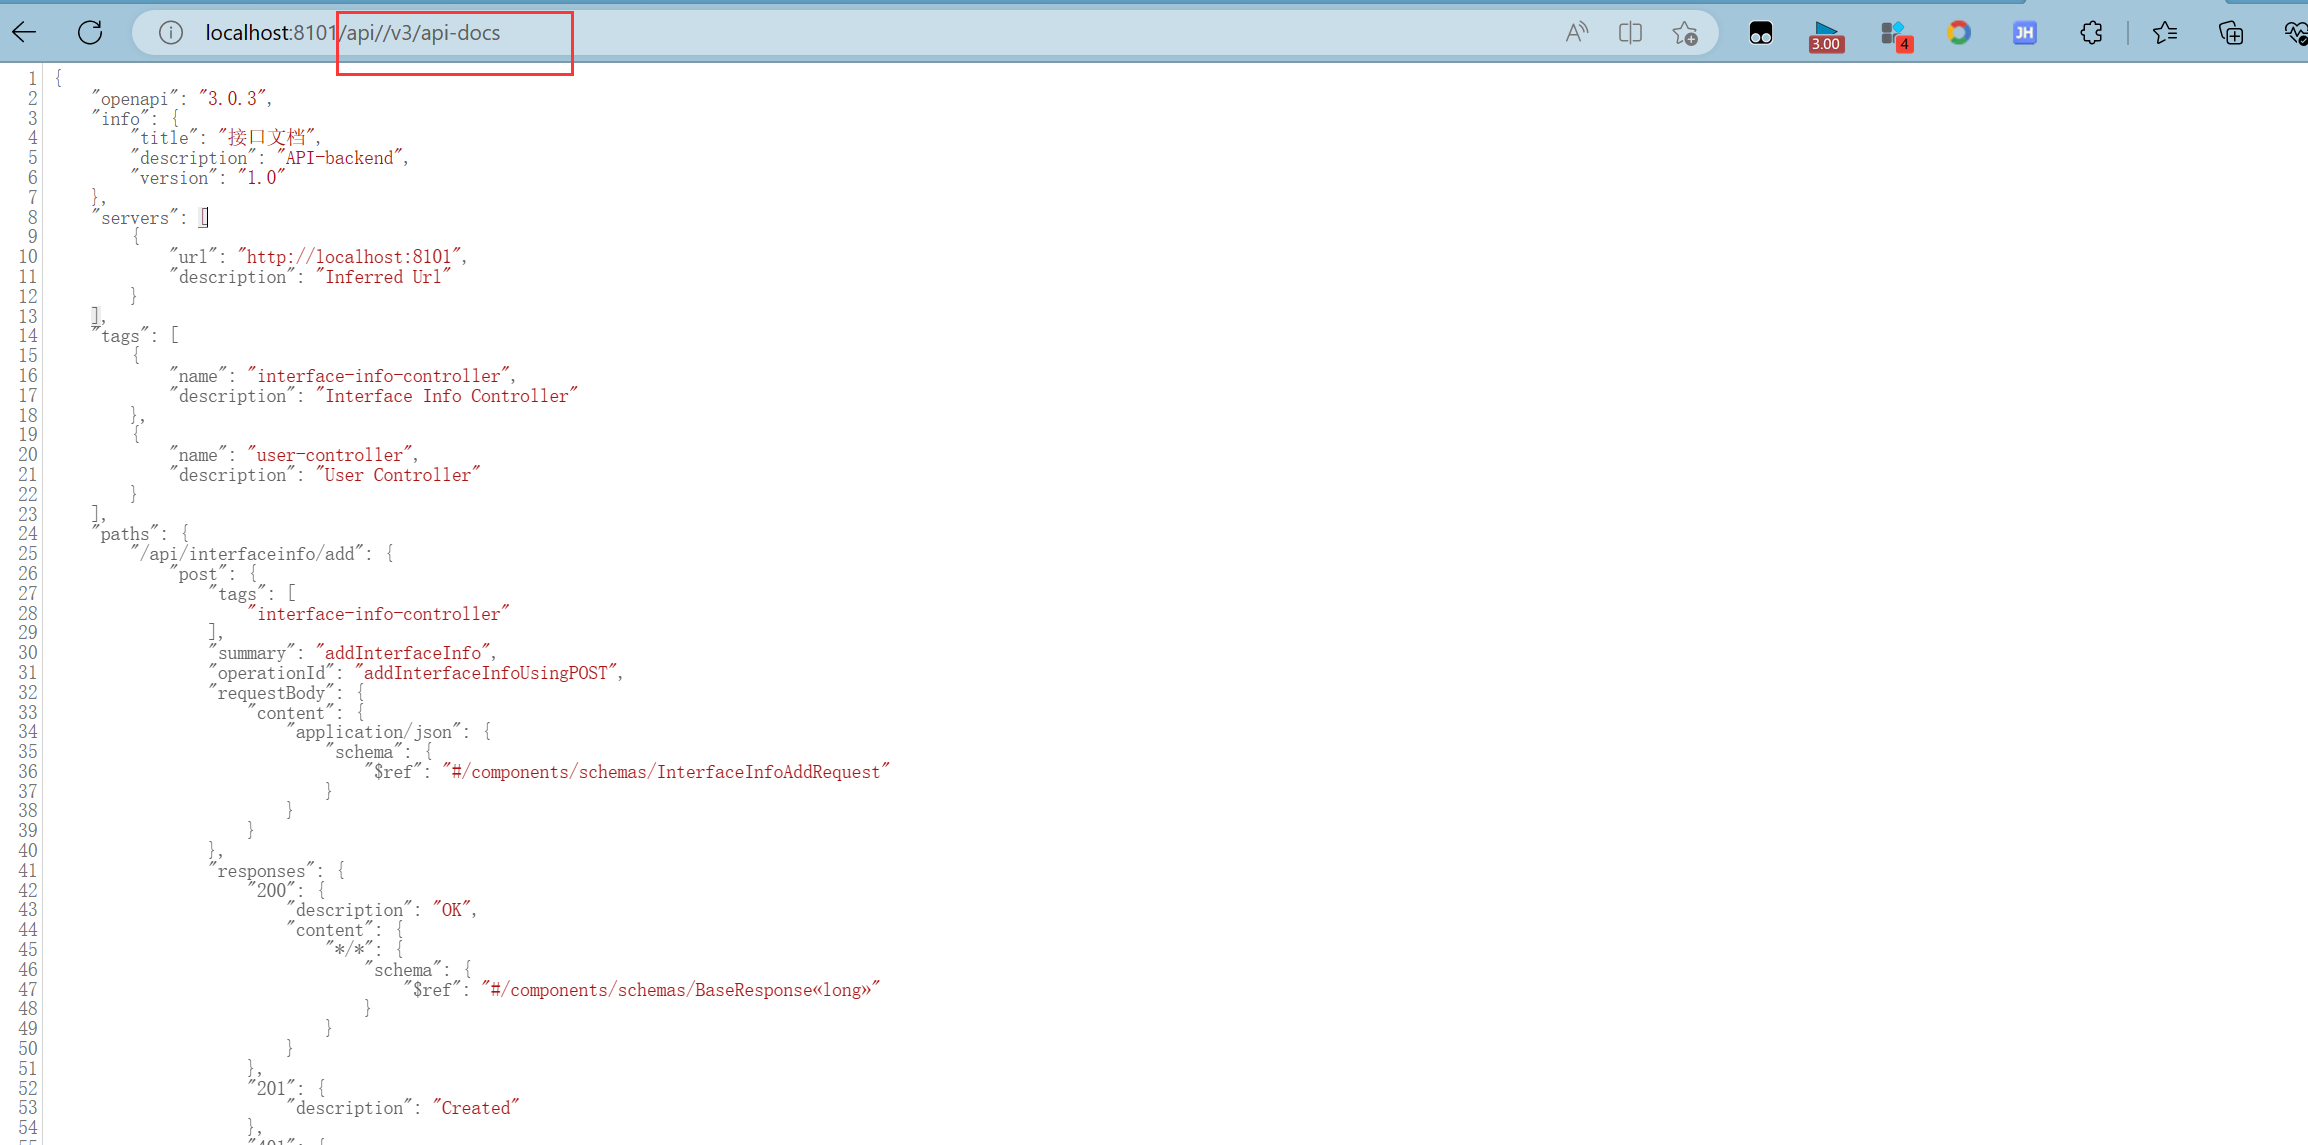 localhost:8101/api//v3/api-docs
3.00
4
JH
1 {
2 "openapi": "3.0.3",
3 "info": {
4 "title": "接口文档",
5 "description": "API-backend",
6 "version": "1.0"
7 },
8 "servers": [
9 {
10 "url": "http://localhost:8101",
11 "description": "Inferred Url"
12 }
13 ],
14 "tags": [
15 {
16 "name": "interface-info-controller",
17 "description": "Interface Info Controller"
18 },
19 {
20 "name": "user-controller",
21 "description": "User Controller"
22 }
23 ],
24 "paths": {
25 "/api/interfaceinfo/add": {
26 "post": {
27 "tags": [
28 "interface-info-controller"
29 ],
30 "summary": "addInterfaceInfo",
31 "operationId": "addInterfaceInfoUsingPOST",
32 "requestBody": {
33 "content": {
34 "application/json": {
35 "schema": {
36 "$ref": "#/components/schemas/InterfaceInfoAddRequest"
37 }
38 }
39 }
40 },
41 "responses": {
42 "200": {
43 "description": "OK",
44 "content": {
45 "*/*": {
46 "schema": {
47 "$ref": "#/components/schemas/BaseResponse«long»"
48 }
49 }
50 }
51 },
52 "201": {
53 "description": "Created"
54 },
55 "401": {